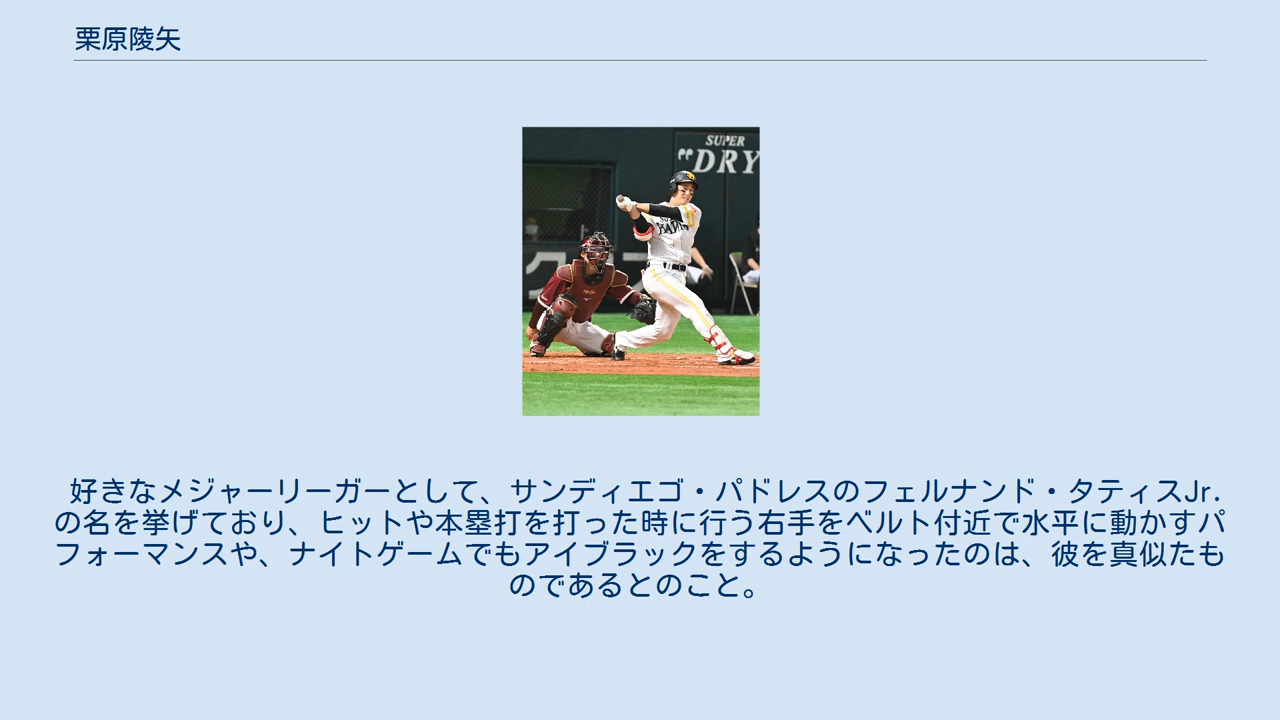 栗原陵矢
SUPER
"DRY
好きなメジャーリーガーとして、サンディエゴ・パドレスのフェルナンド・タティスJr.
の名を挙げており、ヒットや本塁打を打った時に行う右手をベルト付近で水平に動かすパ
フォーマンスや、ナイトゲームでもアイブラックをするようになったのは、彼を真似たも
のであるとのこと。